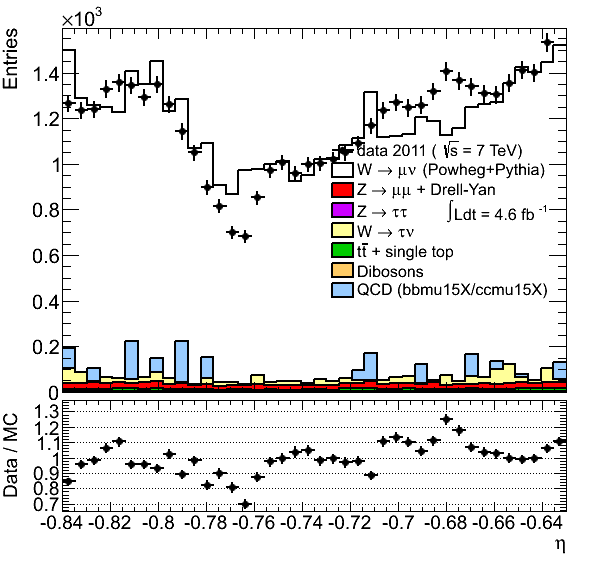 ×10³
Entries
1.4
1.2
1
0.8
0.6
0.4
0.2
0
data 2011 ( √s = 7 TeV)
W → μν (Powheg+Pythia)
Z → μμ + Drell-Yan
Z → ττ
∫Ldt = 4.6 fb⁻¹
W → τν
tt̄ + single top
Dibosons
QCD (bbmu15X/ccmu15X)
Data / MC
1.3
1.2
1.1
1
0.9
0.8
0.7
-0.84 -0.82 -0.8 -0.78 -0.76 -0.74 -0.72 -0.7 -0.68 -0.66 -0.64
η